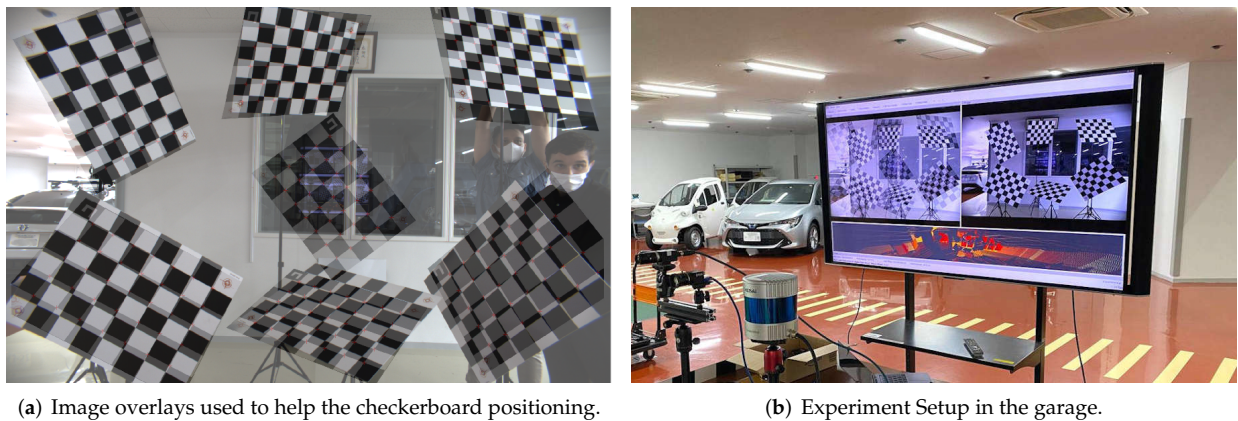 (a) Image overlays used to help the checkerboard positioning.
(b) Experiment Setup in the garage.